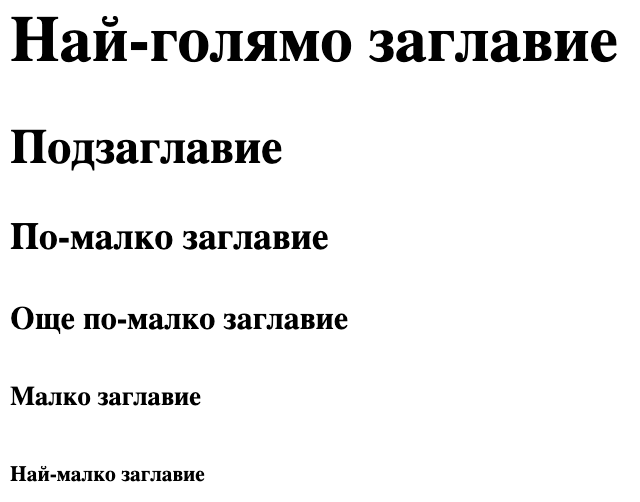 Най-голямо заглавие
Подзаглавие
По-малко заглавие
Още по-малко заглавие
Малко заглавие
Най-малко заглавие